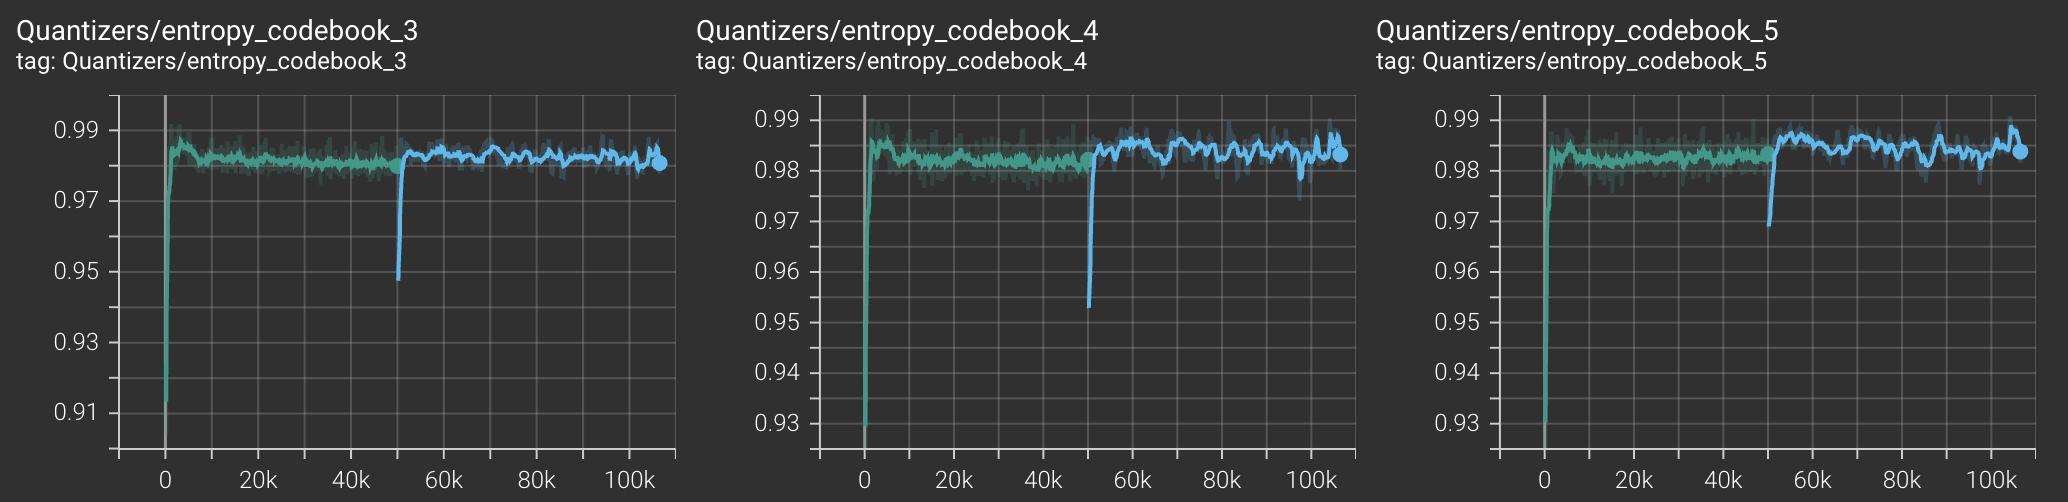 Quantizers/entropy_codebook_3
tag: Quantizers/entropy_codebook_3
0.99
0.97
0.95
0.93
0.91
0 20k 40k 60k 80k 100k
Quantizers/entropy_codebook_4
tag: Quantizers/entropy_codebook_4
0.99
0.98
0.97
0.96
0.95
0.94
0.93
0 20k 40k 60k 80k 100k
Quantizers/entropy_codebook_5
tag: Quantizers/entropy_codebook_5
0.99
0.98
0.97
0.96
0.95
0.94
0.93
0 20k 40k 60k 80k 100k